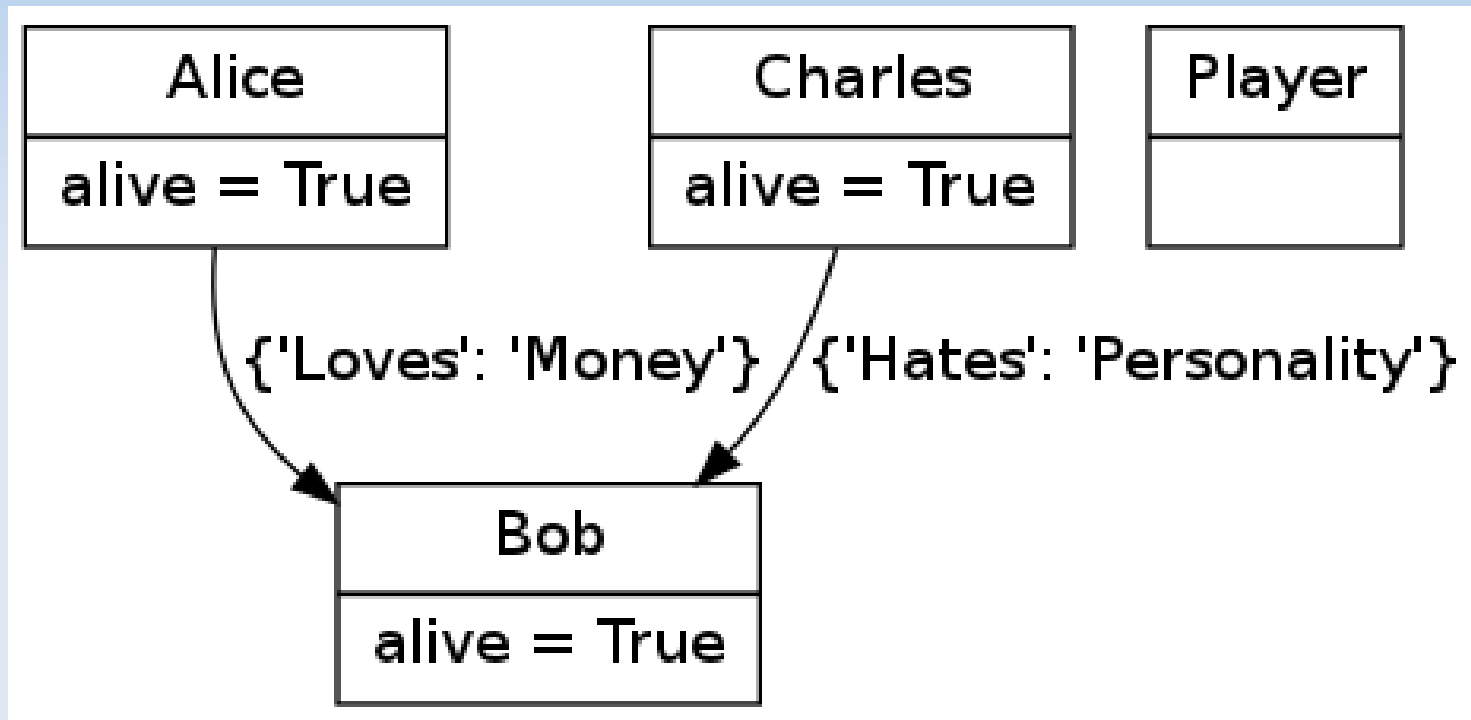 Alice
alive = True
Charles
alive = True
Player
{'Loves': 'Money'}
{'Hates': 'Personality'}
Bob
alive = True